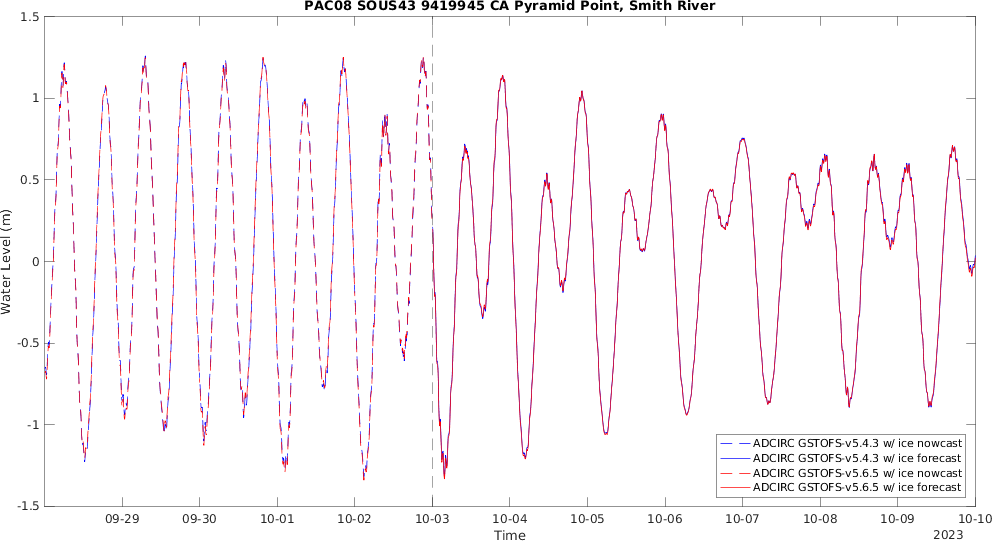 PAC08 SOUS43 9419945 CA Pyramid Point, Smith River
1.5
1
0.5
0
-0.5
-1
-1.5
Water Level (m)
ADCIRC GSTOFS-v5.4.3 w/ ice nowcast
ADCIRC GSTOFS-v5.4.3 w/ ice forecast
ADCIRC GSTOFS-v5.6.5 w/ ice nowcast
ADCIRC GSTOFS-v5.6.5 w/ ice forecast
09-29 09-30 10-01 10-02 10-03 10-04 10-05 10-06 10-07 10-08 10-09 10-10
Time
2023